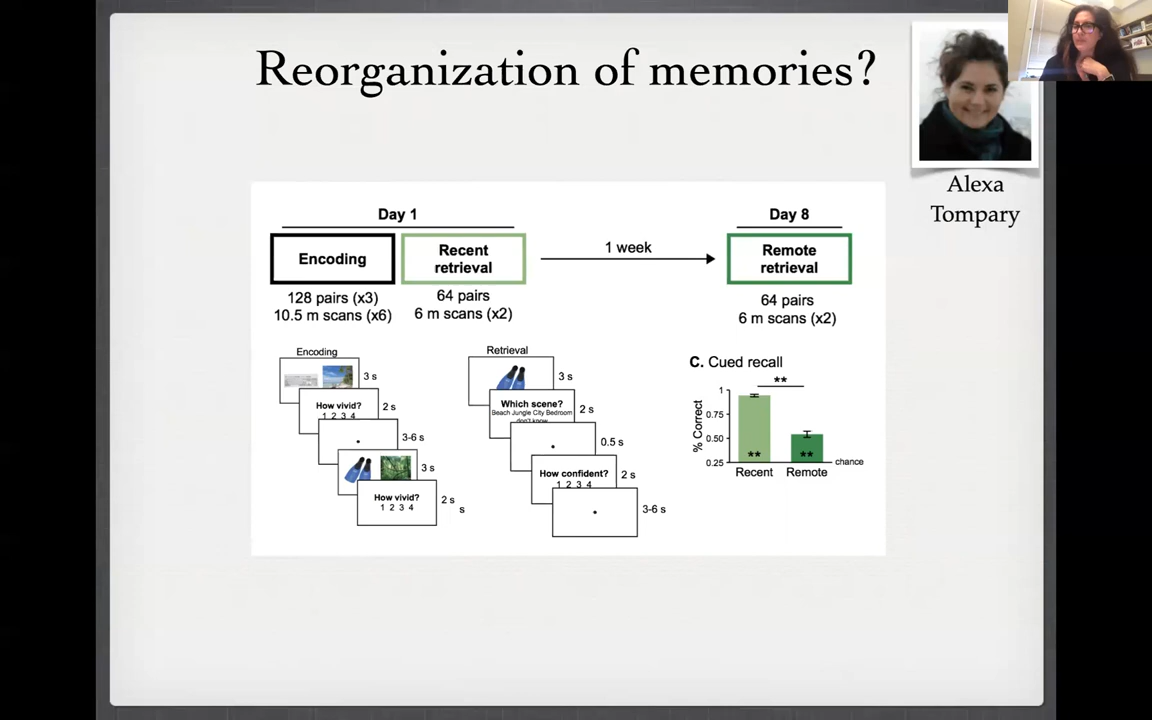 Reorganization of memories?
Alexa
Tompary
Day 1
Day 8
Encoding
Recent
retrieval
1 week
Remote
retrieval
128 pairs (x3)
10.5 m scans (x6)
64 pairs
6 m scans (x2)
64 pairs
6 m scans (x2)
Encoding
3 s
How vivid?
1 2 3 4
2 s
3-6 s
3 s
How vivid?
1 2 3 4
2 s
s
Retrieval
3 s
Which scene?
Beach Jungle City Bedroom
don't know
2 s
0.5 s
How confident?
1 2 3 4
2 s
3-6 s
C. Cued recall
**
% Correct
1
0.75
0.50
0.25
** **
chance
Recent Remote